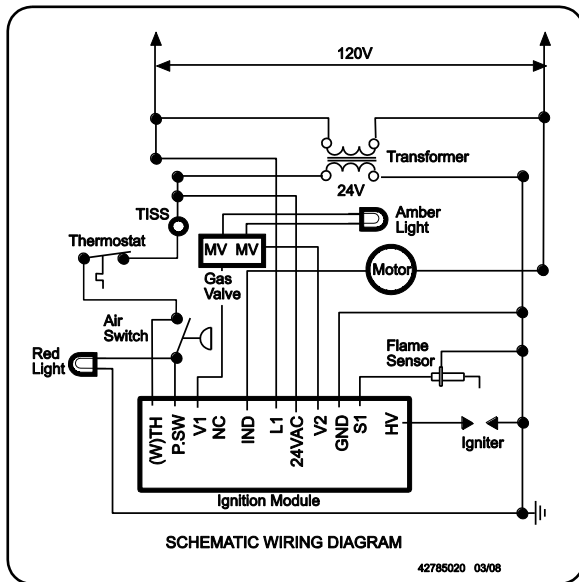 120V
Transformer
24V
TISS
Amber
Light
Thermostat
MV MV
Motor
Gas
Valve
Air
Switch
Red
Light
Flame
Sensor
(W)TH
P.SW
V1
NC
IND
L1
24VAC
V2
GND
S1
HV
Igniter
Ignition Module
SCHEMATIC WIRING DIAGRAM
42785020 03/08